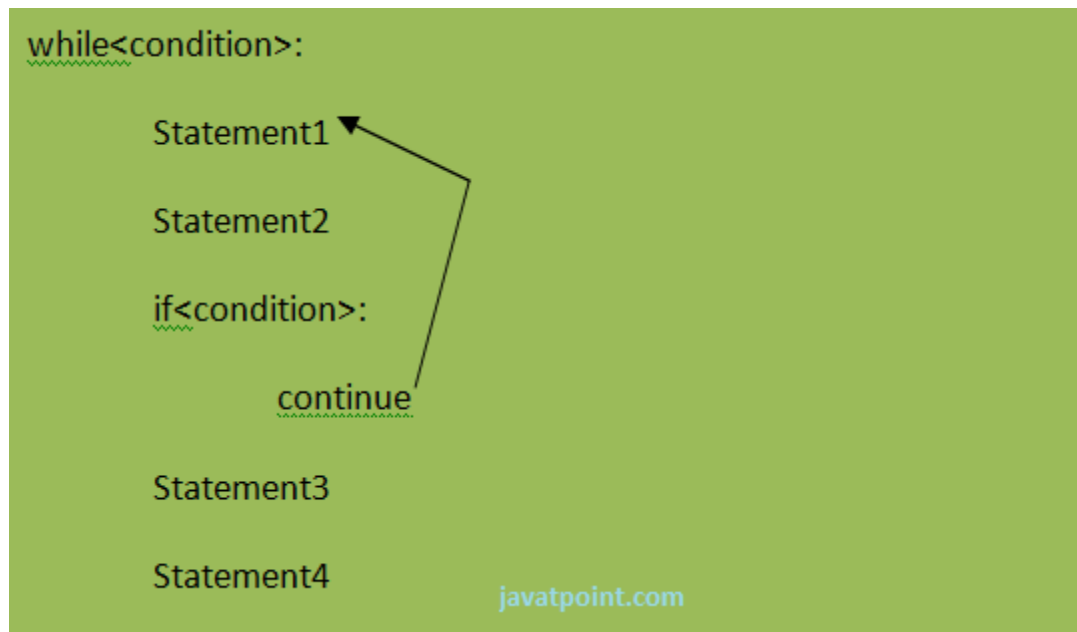 while<condition>:
Statement1
Statement2
if<condition>:
continue
Statement3
Statement4
javatpoint.com